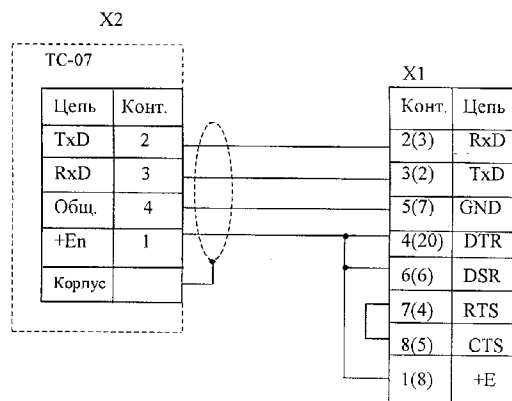 X2
TC-07
X1
Цепь Конт.
Конт. Цепь
TxD 2
2(3) RxD
RxD 3
3(2) TxD
Общ. 4
5(7) GND
+En 1
4(20) DTR
Корпус
6(6) DSR
7(4) RTS
8(5) CTS
1(8) +E